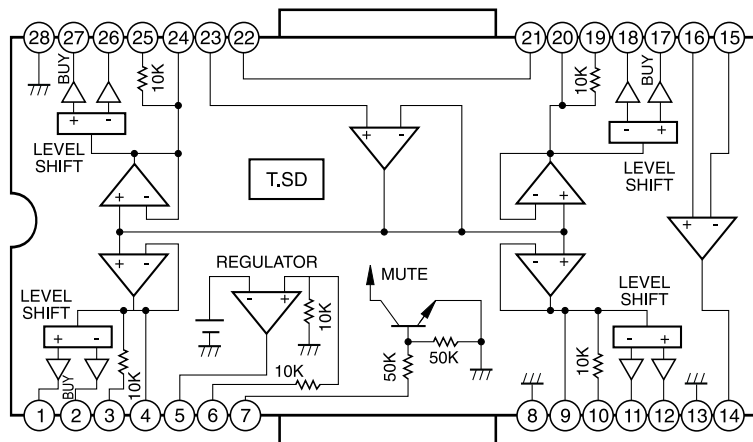 28 27 26 25 24 23 22 21 20 19 18 17 16 15
BUY 10K 10K BUY
+ - + - - +
LEVEL SHIFT
LEVEL SHIFT
T.SD
+ - - +
+ -
+ - - +
REGULATOR
MUTE
- +
LEVEL SHIFT
LEVEL SHIFT
+ - - +
10K
50K
10K
50K
BUY 10K 10K
1 2 3 4 5 6 7 8 9 10 11 12 13 14